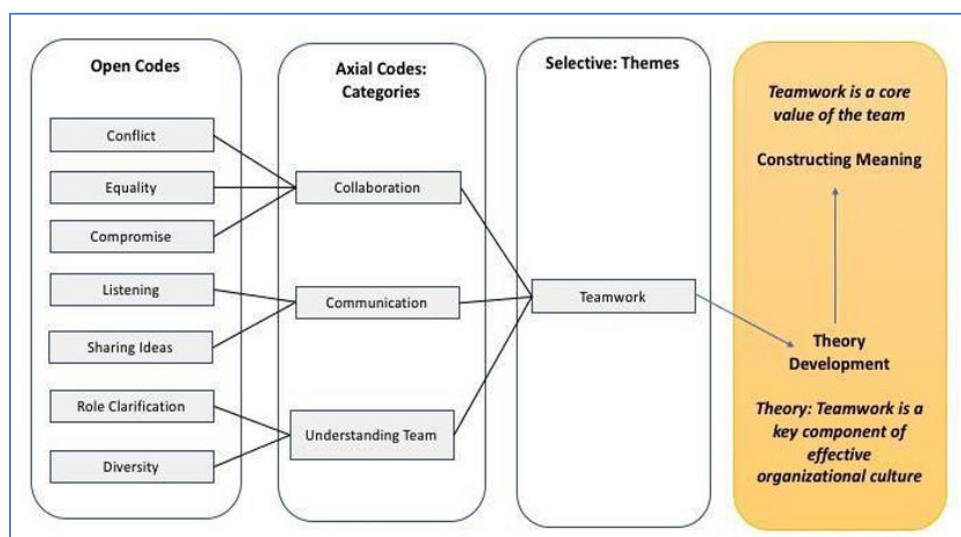 Open Codes
Conflict
Equality
Compromise
Listening
Sharing Ideas
Role Clarification
Diversity
Axial Codes:
Categories
Collaboration
Communication
Understanding Team
Selective: Themes
Teamwork
Teamwork is a core
value of the team
Constructing Meaning
Theory
Development
Theory: Teamwork is a
key component of
effective
organizational culture